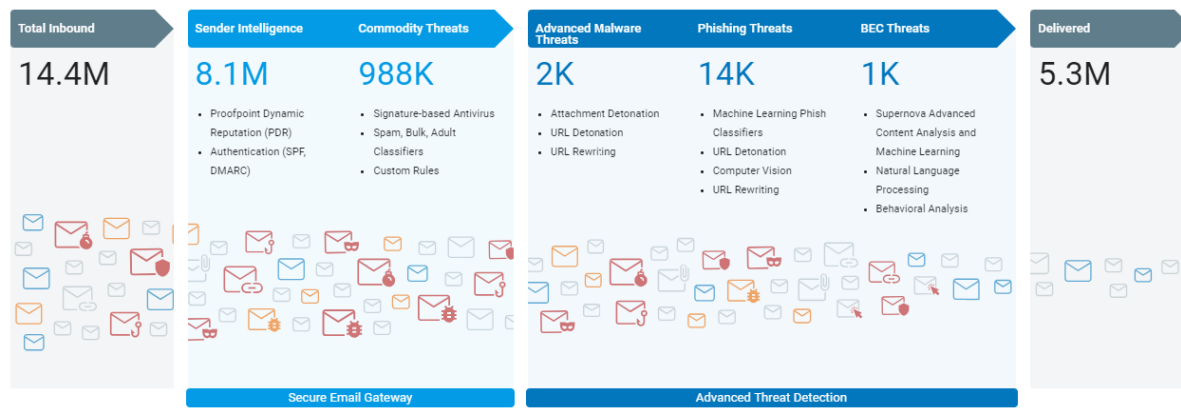 Total Inbound
14.4M
Sender Intelligence
8.1M
• Proofpoint Dynamic
Reputation (PDR)
• Authentication (SPF,
DMARC)
Commodity Threats
988K
• Signature-based Antivirus
• Spam, Bulk, Adult
Classifiers
• Custom Rules
Secure Email Gateway
Advanced Malware
Threats
2K
• Attachment Detonation
• URL Detonation
• URL Rewriting
Phishing Threats
14K
• Machine Learning Phish
Classifiers
• URL Detonation
• Computer Vision
• URL Rewriting
BEC Threats
1K
• Supernova Advanced
Content Analysis and
Machine Learning
• Natural Language
Processing
• Behavioral Analysis
Advanced Threat Detection
Delivered
5.3M